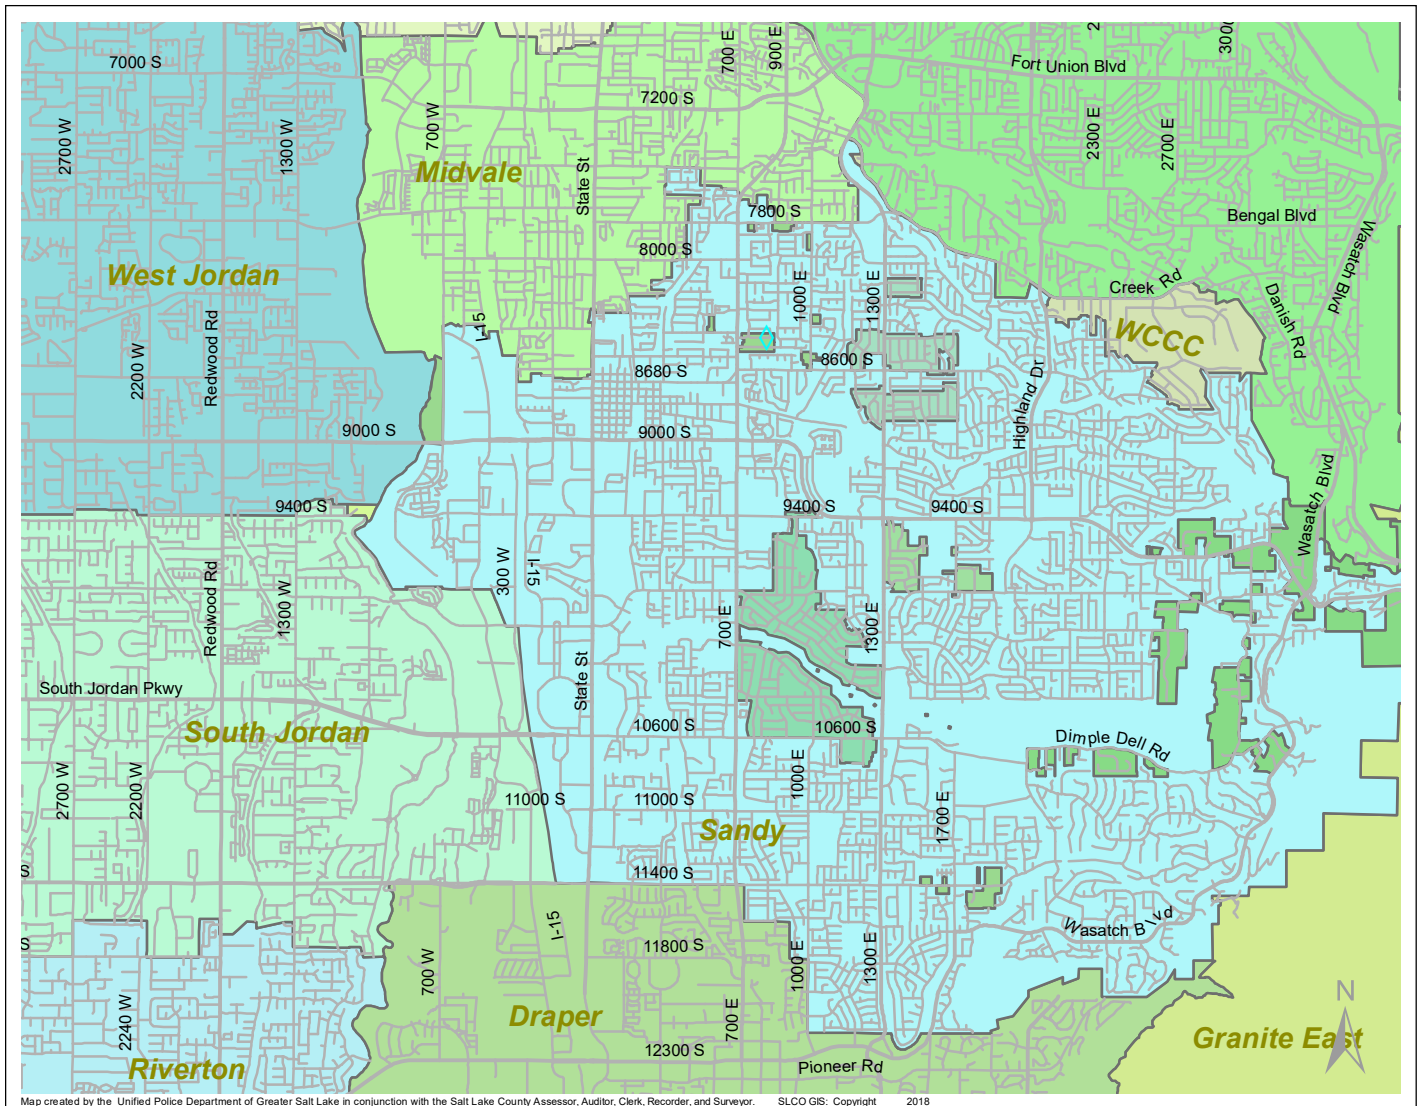 700 E
900 E
2
3000
7000 S
Fort Union Blvd
7200 S
2700 W
1300 W
700 W
2300 E
2700 E
Midvale
State St
7800 S
Bengal Blvd
8000 S
Wasatch Blvd
West Jordan
Creek Rd
1000 E
1300 E
Danish Rd
I-15
WCCC
Redwood Rd
2200 W
8600 S
8680 S
Highland Dr
9000 S
9000 S
9400 S
9400 S
9400 S
Wasatch Blvd
300 W
I-15
Redwood Rd
1300 W
700 E
1300 E
State St
South Jordan Pkwy
South Jordan
10600 S
10600 S
Dimple Dell Rd
2700 W
2200 W
1000 E
11000 S
11000 S
1700 E
Sandy
S
11400 S
Wasatch Blvd
I-15
S
11800 S
700 W
1000 E
1300 E
Draper
2240 W
700 E
N
Granite East
12300 S
Pioneer Rd
Riverton
Map created by the Unified Police Department of Greater Salt Lake in conjunction with the Salt Lake County Assessor, Auditor, Clerk, Recorder, and Surveyor. SLCO GIS: Copyright 2018